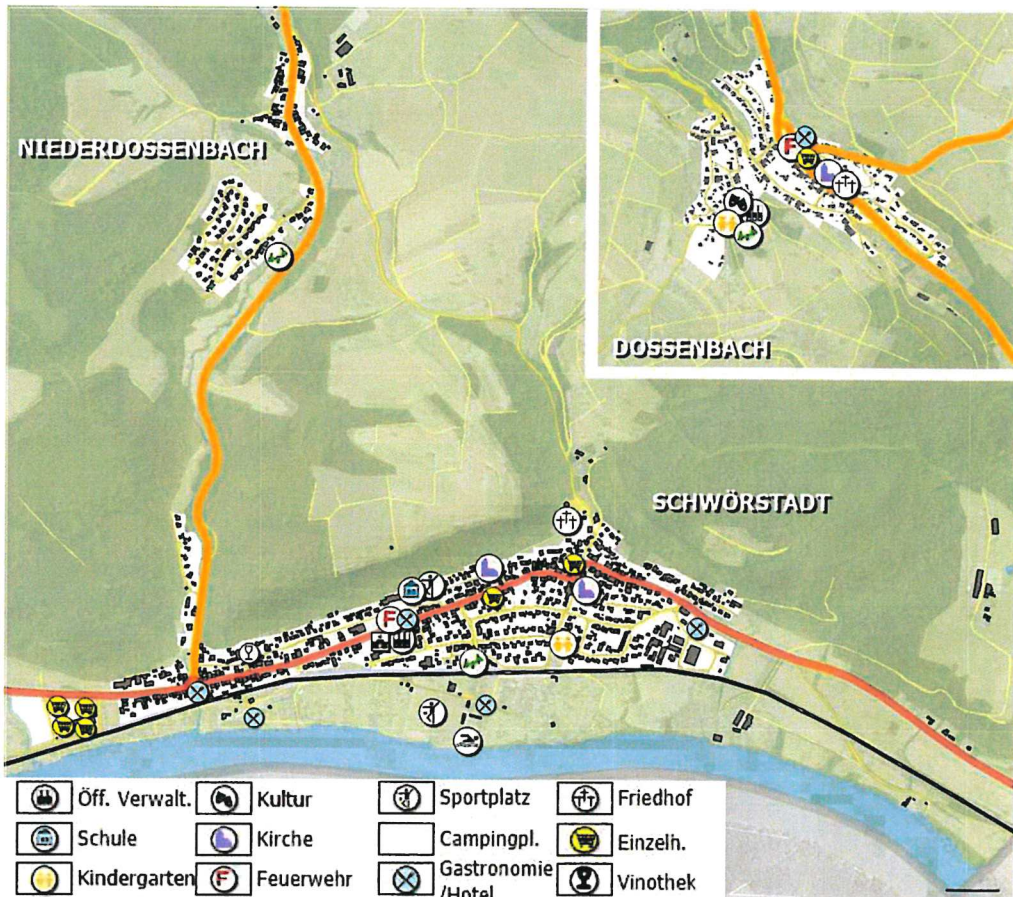 NIEDERDOSSENBACH
DOSSENBACH
SCHWÖRSTADT
F
F
Öff. Verwalt.
Kultur
Sportplatz
Friedhof
Schule
Kirche
Campingpl.
Einzelh.
Kindergarten
F
Feuerwehr
Gastronomie
/Hotel
Vinothek